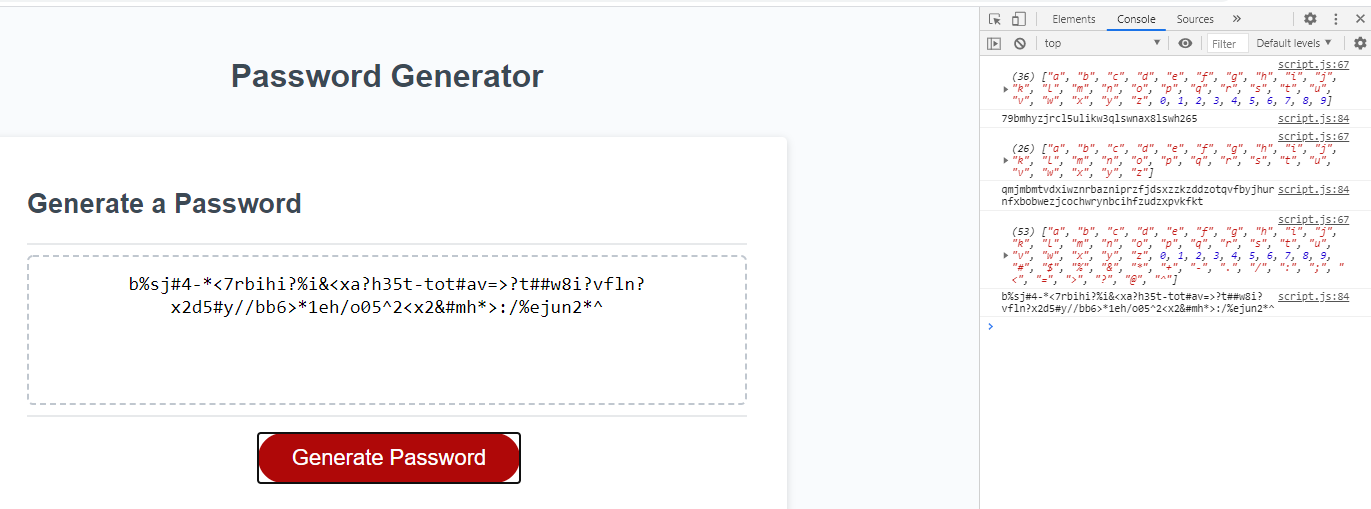 Password Generator
Generate a Password
b%sj#4-*<7rbihi?%i&<xa?h35t-tot#av=>?t##w8i?vfln?
x2d5#y//bb6>*1eh/o05^2<x2&#mh*>:/%ejun2*^
Generate Password
Elements Console Sources »
top Filter Default levels ▼
script.js:67
(36) ["a", "b", "c", "d", "e", "f", "g", "h", "i", "j",
"k", "l", "m", "n", "o", "p", "q", "r", "s", "t", "u",
"v", "w", "x", "y", "z", 0, 1, 2, 3, 4, 5, 6, 7, 8, 9]
79bmhyzjrcl5ulikw3qlswnax8lswh265 script.js:84
script.js:67
(26) ["a", "b", "c", "d", "e", "f", "g", "h", "i", "j",
"k", "l", "m", "n", "o", "p", "q", "r", "s", "t", "u",
"v", "w", "x", "y", "z"]
qmjmbmtvdxiwznrbazniprzfjdsxzzkzddzotqvfbyjhur script.js:84
nfxbobwezjcochwrynbcihfzudzxpvkfkt
script.js:67
(53) ["a", "b", "c", "d", "e", "f", "g", "h", "i", "j",
"k", "l", "m", "n", "o", "p", "q", "r", "s", "t", "u",
"v", "w", "x", "y", "z", 0, 1, 2, 3, 4, 5, 6, 7, 8, 9,
"#", "$", "%", "&", "*", "+", "-", ".", "/", ":", ";", "
<", "=", ">", "?", "@", "^"]
b%sj#4-*<7rbihi?%i&<xa?h35t-tot#av=>?t##w8i? script.js:84
vfln?x2d5#y//bb6>*1eh/o05^2<x2&#mh*>:/%ejun2*^